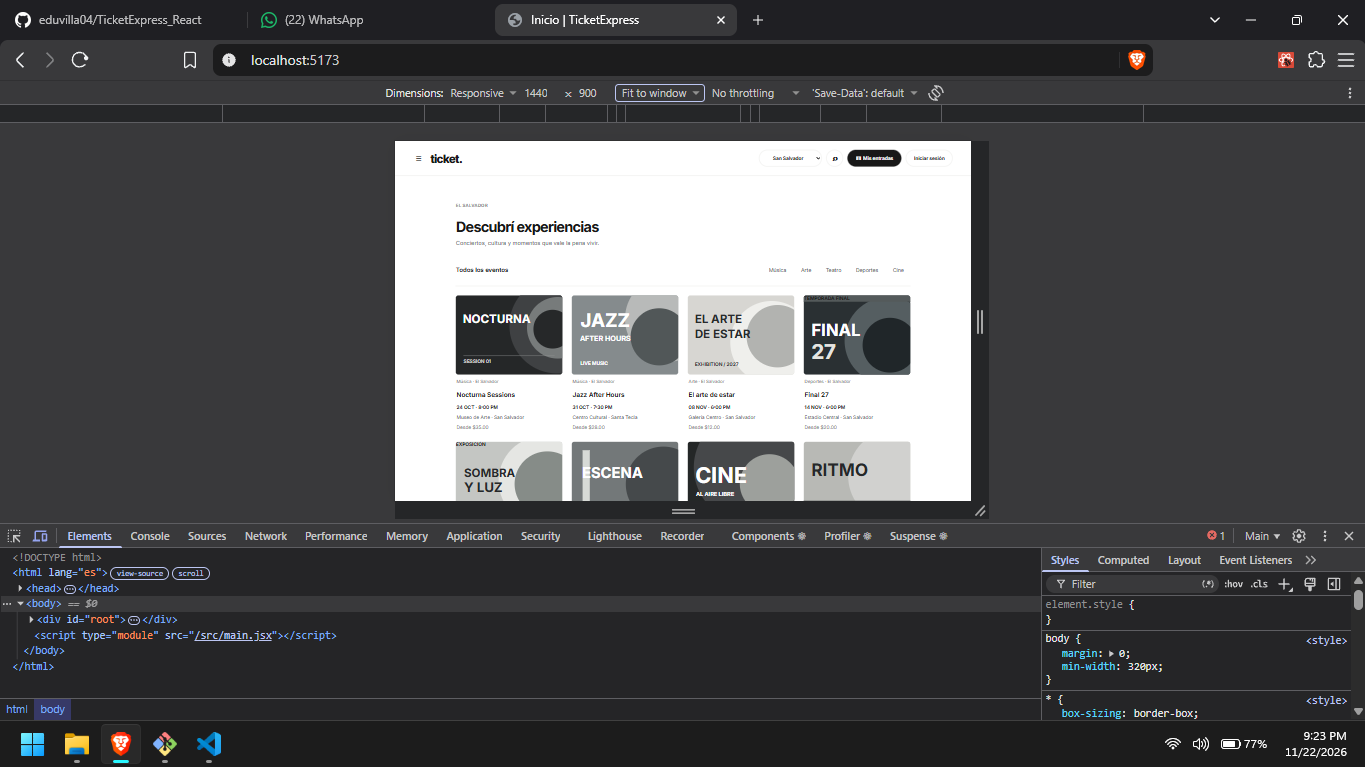 eduvilla04/TicketExpress_React
(22) WhatsApp
Inicio | TicketExpress
localhost:5173
Dimensions: Responsive 1440 × 900 Fit to window No throttling 'Save-Data': default
ticket.
San Salvador
Mis entradas
Iniciar sesión
EL SALVADOR
Descubrí experiencias
Conciertos, cultura y momentos que vale la pena vivir.
Todos los eventos
Música Arte Teatro Deportes Cine
NOCTURNA
SESSION 01
Música · El Salvador
Nocturna Sessions
24 OCT · 8:00 PM
Museo de Arte · San Salvador
Desde $35.00
JAZZ
AFTER HOURS
LIVE MUSIC
Música · El Salvador
Jazz After Hours
31 OCT · 7:30 PM
Centro Cultural · Santa Tecla
Desde $28.00
EL ARTE
DE ESTAR
EXHIBITION / 2027
Arte · El Salvador
El arte de estar
08 NOV · 6:00 PM
Galería Centro · San Salvador
Desde $12.00
TEMPORADA FINAL
FINAL
27
Deportes · El Salvador
Final 27
14 NOV · 6:00 PM
Estadio Central · San Salvador
Desde $20.00
EXPOSICIÓN
SOMBRA
Y LUZ
ESCENA
CINE
AL AIRE LIBRE
RITMO
Elements Console Sources Network Performance Memory Application Security Lighthouse Recorder Components Profiler Suspense 1 Main
<!DOCTYPE html>
<html lang="es"> view-source scroll
<head> </head>
<body> == $0
<div id="root"> </div>
<script type="module" src="/src/main.jsx"></script>
</body>
</html>
html body
Styles Computed Layout Event Listeners
Filter :hov .cls
element.style {
}
body { <style>
margin: 0;
min-width: 320px;
}
* { <style>
box-sizing: border-box;
77%
9:23 PM
11/22/2026